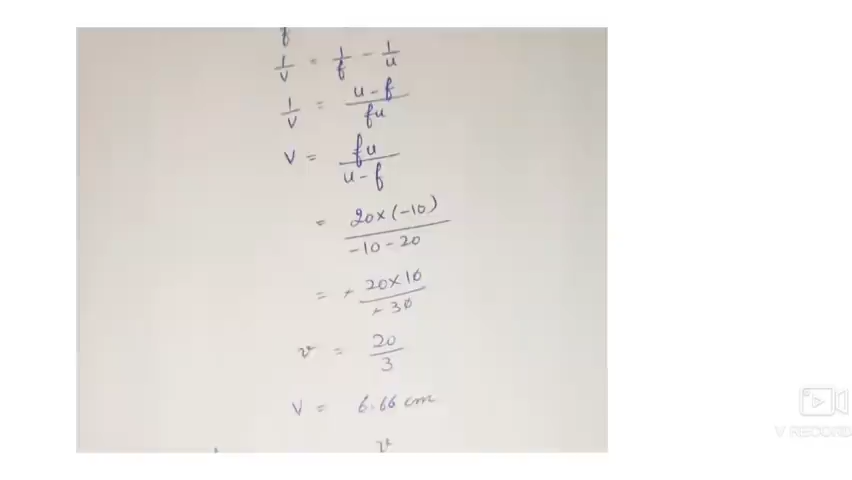 f
1/v = 1/f - 1/u
1/v = (u - f)/(fu)
v = (fu)/(u - f)
= (20×(-10))/(-10 - 20)
= - (20×10)/(- 30)
v = 20/3
v = 6.66 cm
v
V RECORD